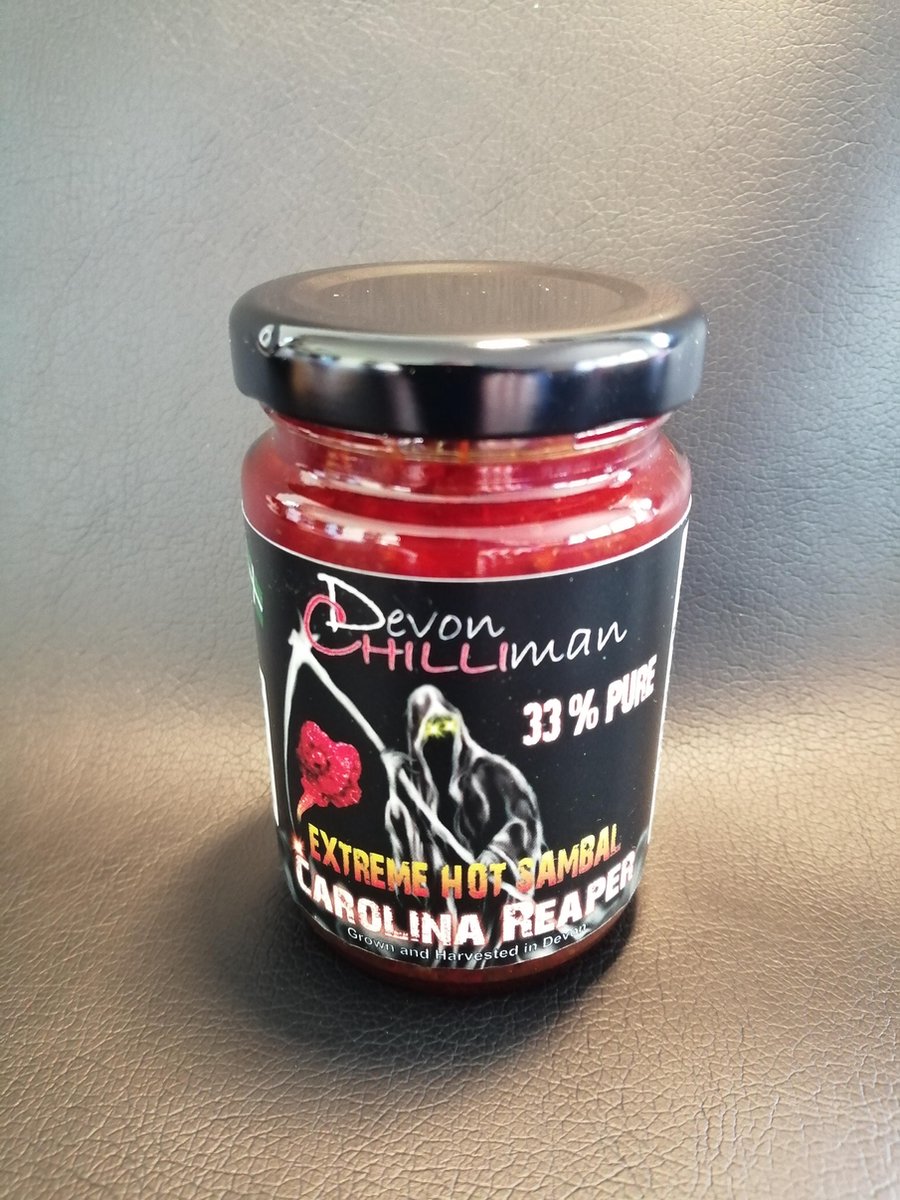 Devon
CHILLIman
33 % PURE
EXTREME HOT SAMBAL
CAROLINA REAPER
Grown and Harvested in Devon